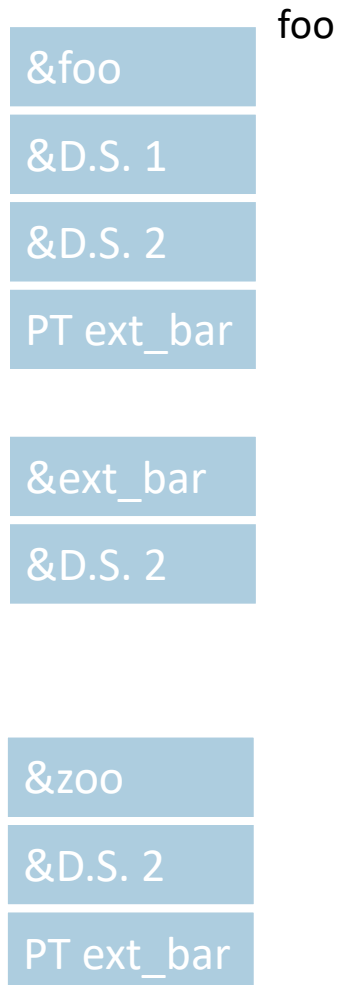 foo
&foo
&D.S. 1
&D.S. 2
PT ext_bar
&ext_bar
&D.S. 2
&zoo
&D.S. 2
PT ext_bar